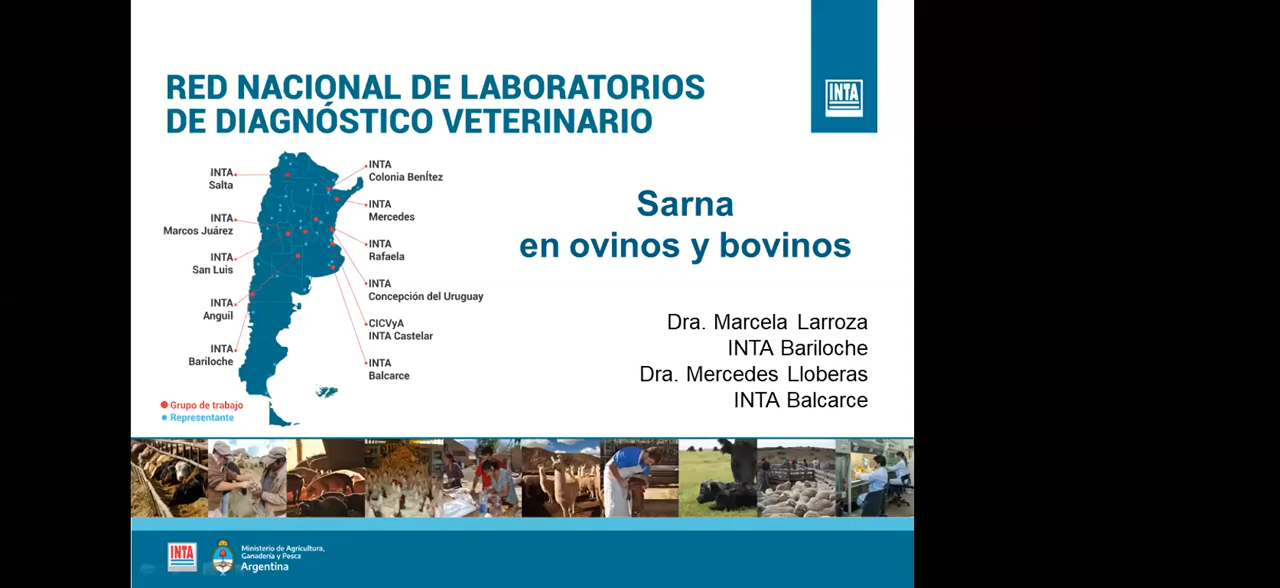 RED NACIONAL DE LABORATORIOS
DE DIAGNÓSTICO VETERINARIO
INTA
INTA
Salta
INTA
Marcos Juárez
INTA
San Luis
INTA
Anguil
INTA
Bariloche
INTA
Colonia Benítez
INTA
Mercedes
INTA
Rafaela
INTA
Concepción del Uruguay
CICVyA
INTA Castelar
INTA
Balcarce
Grupo de trabajo
Representante
Sarna
en ovinos y bovinos
Dra. Marcela Larroza
INTA Bariloche
Dra. Mercedes Lloberas
INTA Balcarce
INTA
Ministerio de Agricultura,
Ganadería y Pesca
Argentina